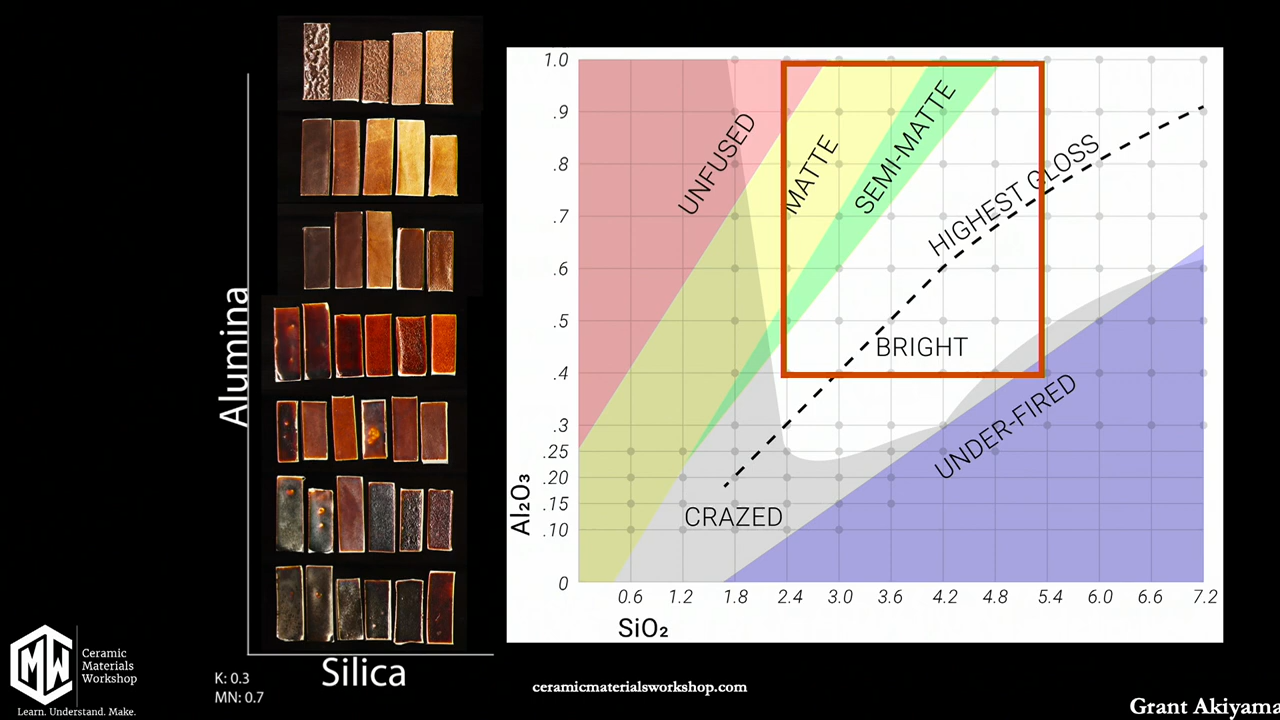 Alumina
Silica
K: 0.3
MN: 0.7
MW
Ceramic
Materials
Workshop
Learn. Understand. Make.
1.0
.9
.8
.7
.6
.5
.4
.3
.25
.20
.15
.10
0
Al₂O₃
UNFUSED
MATTE
SEMI-MATTE
HIGHEST GLOSS
BRIGHT
UNDER-FIRED
CRAZED
0.6 1.2 1.8 2.4 3.0 3.6 4.2 4.8 5.4 6.0 6.6 7.2
SiO₂
ceramicmaterialsworkshop.com
Grant Akiyama